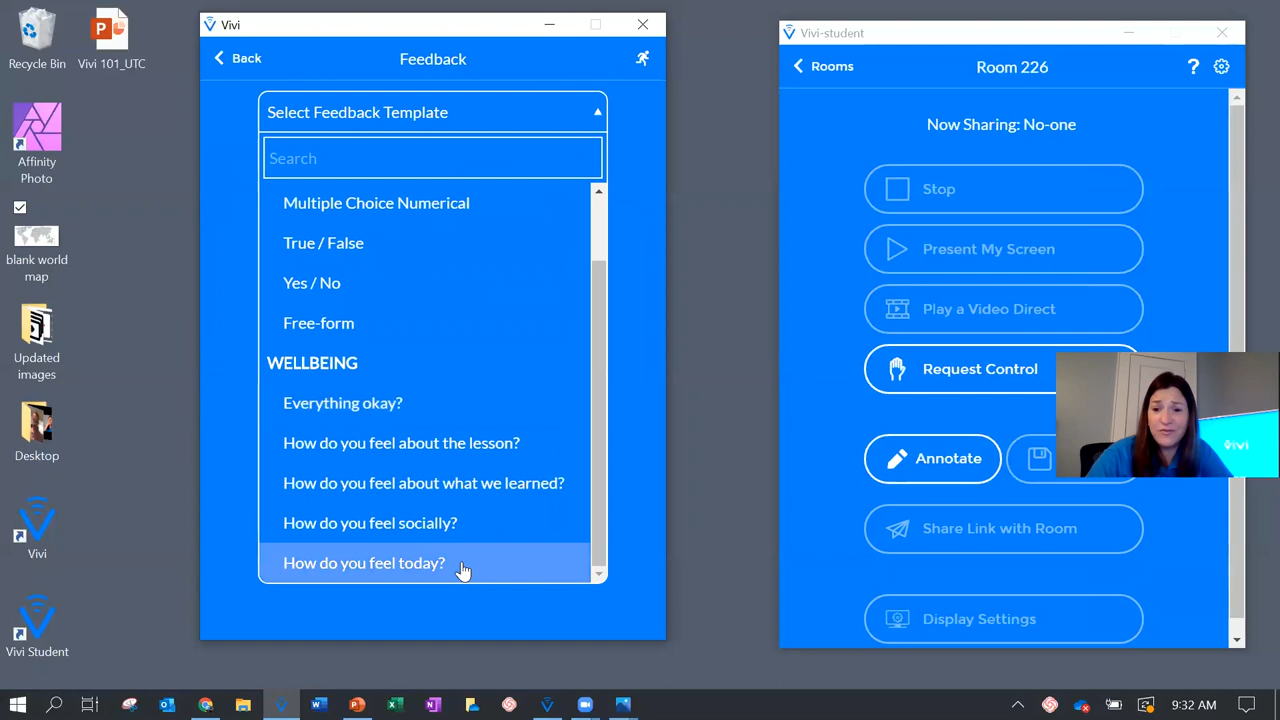 Recycle Bin
Vivi 101_UTC
Affinity
Photo
blank world
map
Updated
images
Desktop
Vivi
Vivi Student
Vivi
Back
Feedback
Select Feedback Template
Search
Multiple Choice Numerical
True / False
Yes / No
Free-form
WELLBEING
Everything okay?
How do you feel about the lesson?
How do you feel about what we learned?
How do you feel socially?
How do you feel today?
Vivi-student
Rooms
Room 226
?
Now Sharing: No-one
Stop
Present My Screen
Play a Video Direct
Request Control
Annotate
Share Link with Room
Display Settings
vivi
9:32 AM